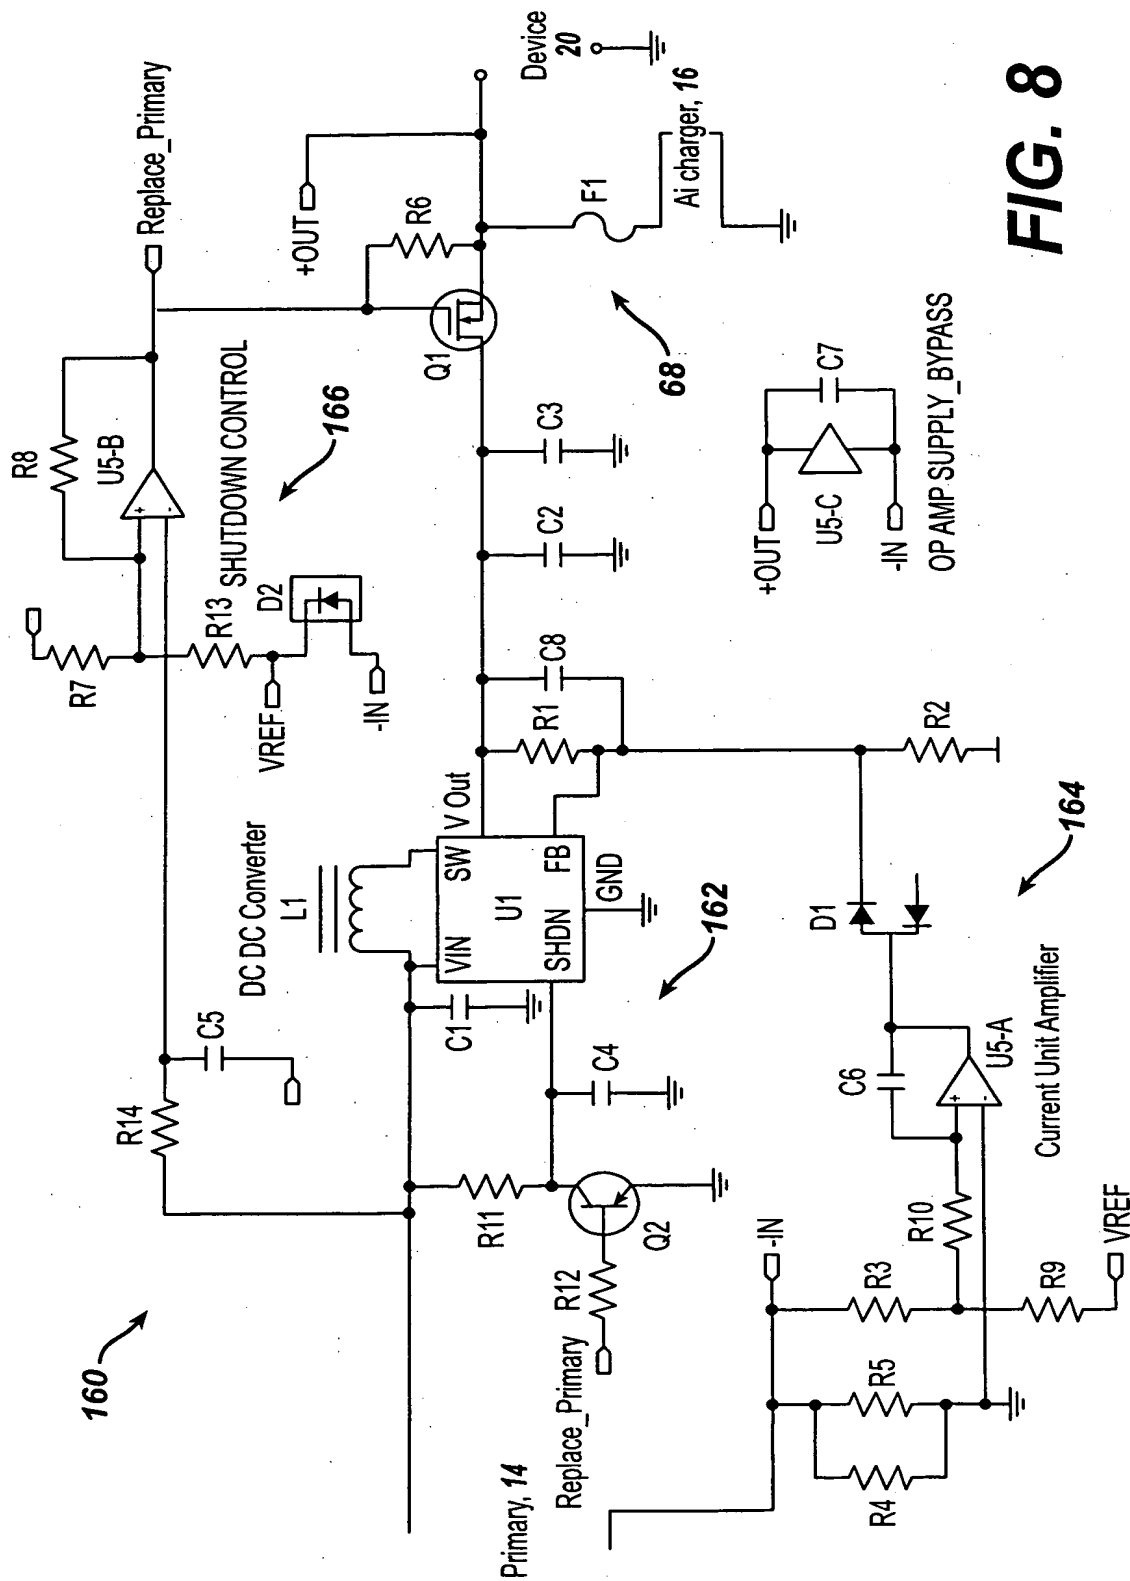 160
R14
C5
DC DC Converter
L1
R7
R13
VREF
-IN
D2
R8
U5-B
+
-
SHUTDOWN CONTROL
166
Replace_Primary
+OUT
R6
Q1
Device
20
F1
Ai charger, 16
68
C3
C2
C8
R1
V Out
VIN
SW
U1
SHDN
FB
GND
C1
C4
162
R11
Q2
R12
Replace_Primary
Primary, 14
-IN
R3
R5
R4
R10
R9
VREF
C6
+
-
U5-A
Current Unit Amplifier
D1
164
R2
+OUT
U5-C
C7
-IN
OP AMP SUPPLY_BYPASS
FIG. 8